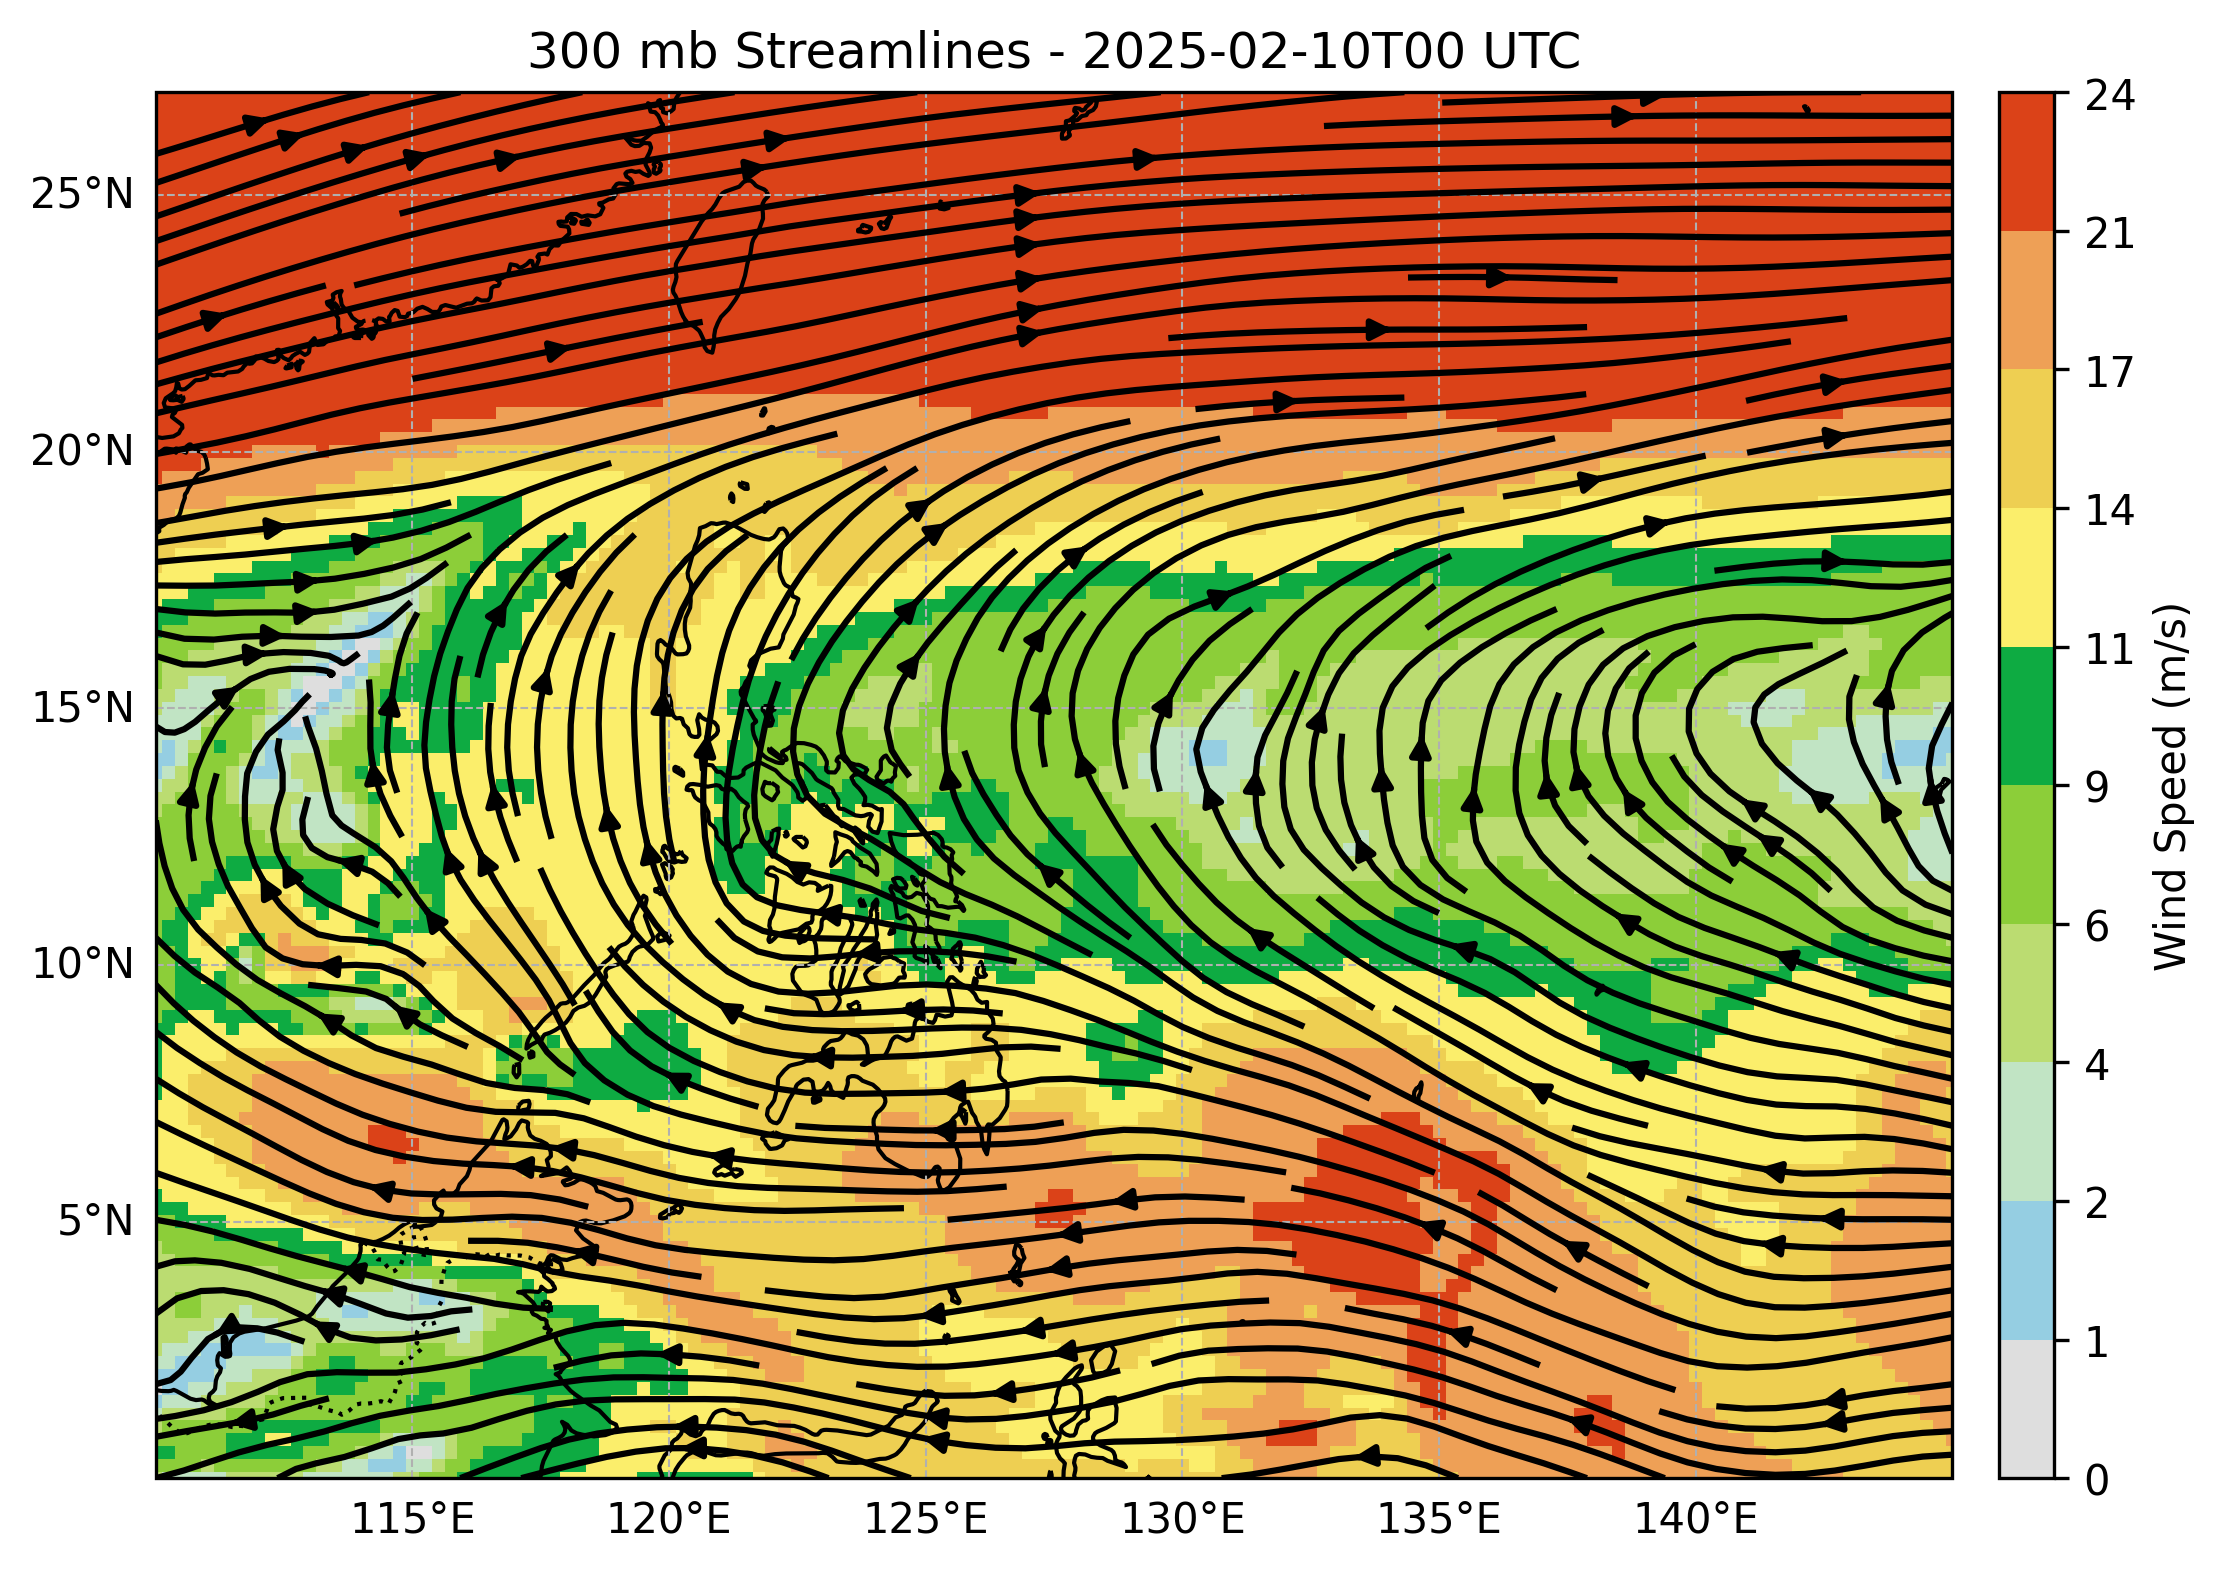 300 mb Streamlines - 2025-02-10T00 UTC
25°N
20°N
15°N
10°N
5°N
115°E
120°E
125°E
130°E
135°E
140°E
24
21
17
14
11
9
6
4
2
1
0
Wind Speed (m/s)